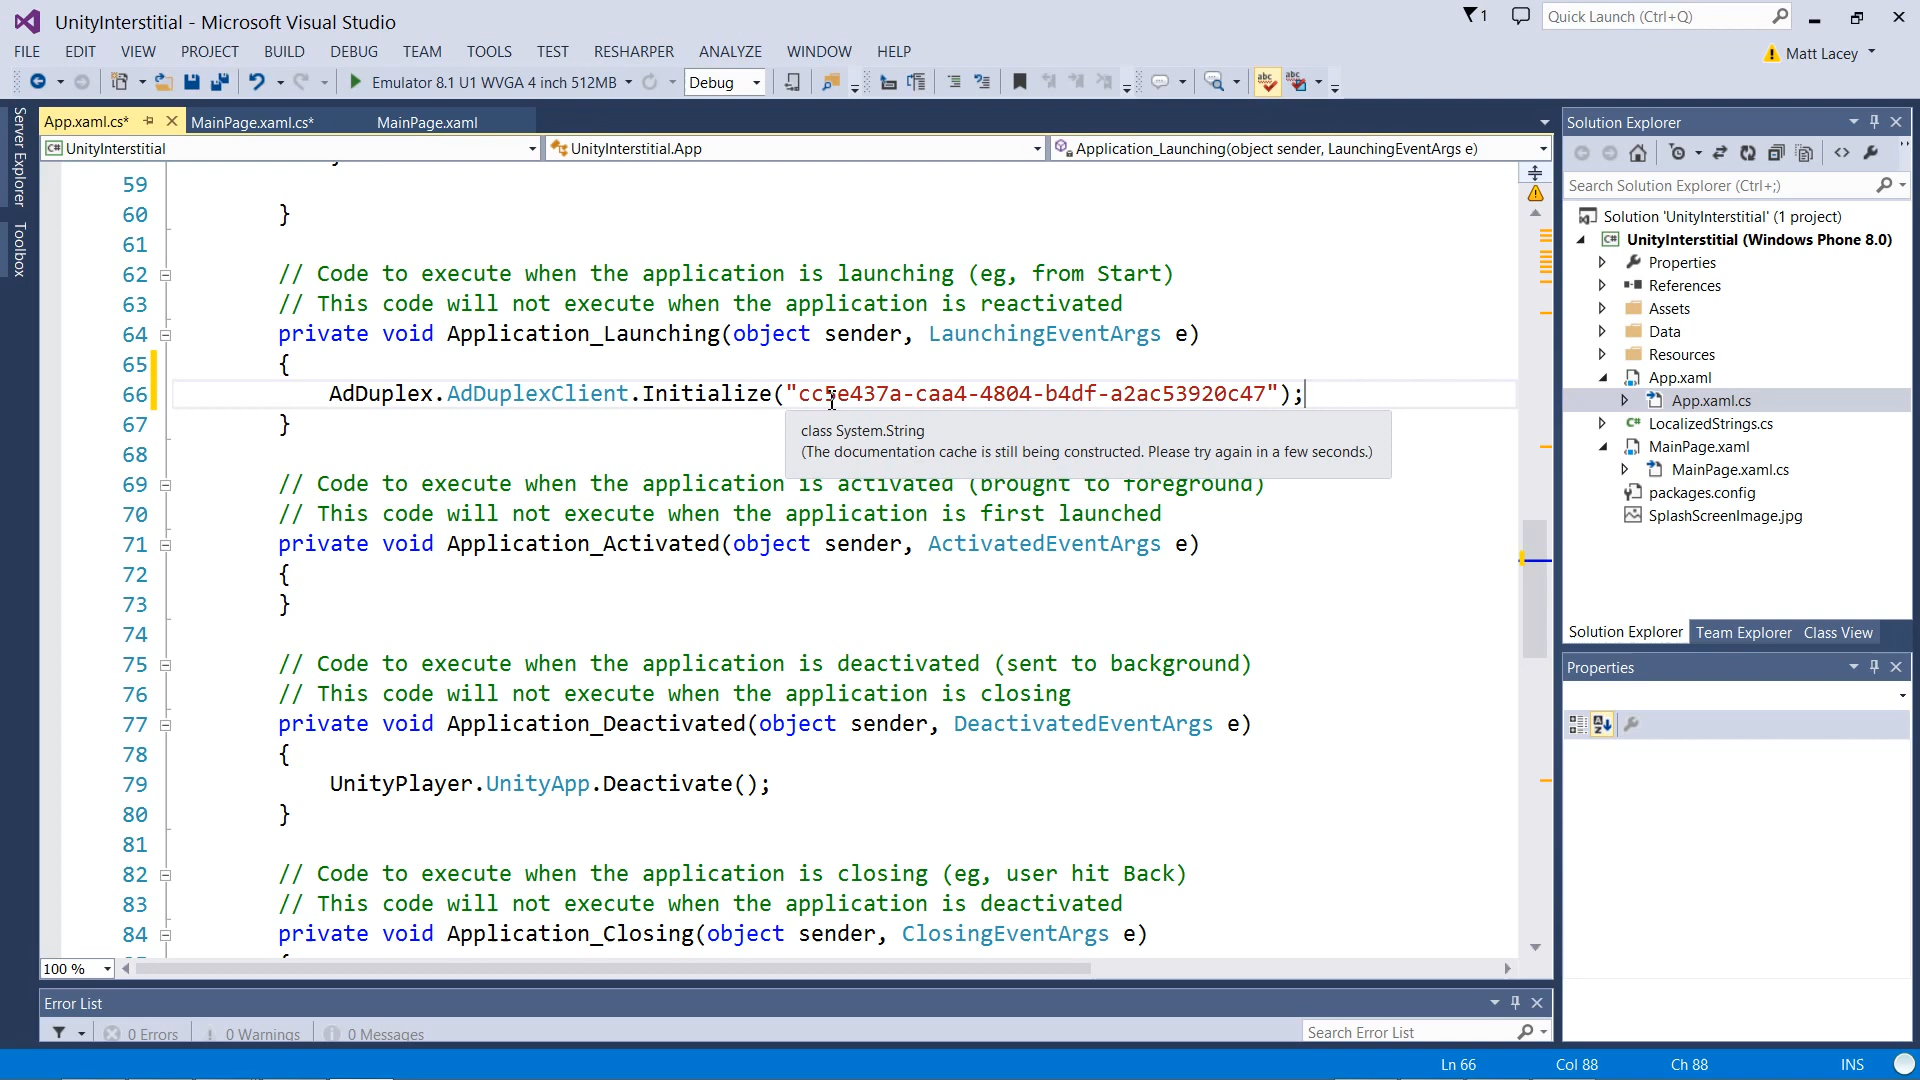 UnityInterstitial - Microsoft Visual Studio
1
Quick Launch (Ctrl+Q)
FILE EDIT VIEW PROJECT BUILD DEBUG TEAM TOOLS TEST RESHARPER ANALYZE WINDOW HELP
Matt Lacey
Emulator 8.1 U1 WVGA 4 inch 512MB
Debug
Server Explorer
Toolbox
App.xaml.cs* MainPage.xaml.cs* MainPage.xaml
UnityInterstitial
UnityInterstitial.App
Application_Launching(object sender, LaunchingEventArgs e)
59
60 }
61
62 // Code to execute when the application is launching (eg, from Start)
63 // This code will not execute when the application is reactivated
64 private void Application_Launching(object sender, LaunchingEventArgs e)
65 {
66 AdDuplex.AdDuplexClient.Initialize("cc5e437a-caa4-4804-b4df-a2ac53920c47");
67 }
class System.String
(The documentation cache is still being constructed. Please try again in a few seconds.)
68
69 // Code to execute when the application is activated (brought to foreground)
70 // This code will not execute when the application is first launched
71 private void Application_Activated(object sender, ActivatedEventArgs e)
72 {
73 }
74
75 // Code to execute when the application is deactivated (sent to background)
76 // This code will not execute when the application is closing
77 private void Application_Deactivated(object sender, DeactivatedEventArgs e)
78 {
79 UnityPlayer.UnityApp.Deactivate();
80 }
81
82 // Code to execute when the application is closing (eg, user hit Back)
83 // This code will not execute when the application is deactivated
84 private void Application_Closing(object sender, ClosingEventArgs e)
100 %
Error List
0 Errors 0 Warnings 0 Messages
Search Error List
Solution Explorer
Search Solution Explorer (Ctrl+;)
Solution 'UnityInterstitial' (1 project)
UnityInterstitial (Windows Phone 8.0)
Properties
References
Assets
Data
Resources
App.xaml
App.xaml.cs
LocalizedStrings.cs
MainPage.xaml
MainPage.xaml.cs
packages.config
SplashScreenImage.jpg
Solution Explorer Team Explorer Class View
Properties
Ln 66 Col 88 Ch 88 INS